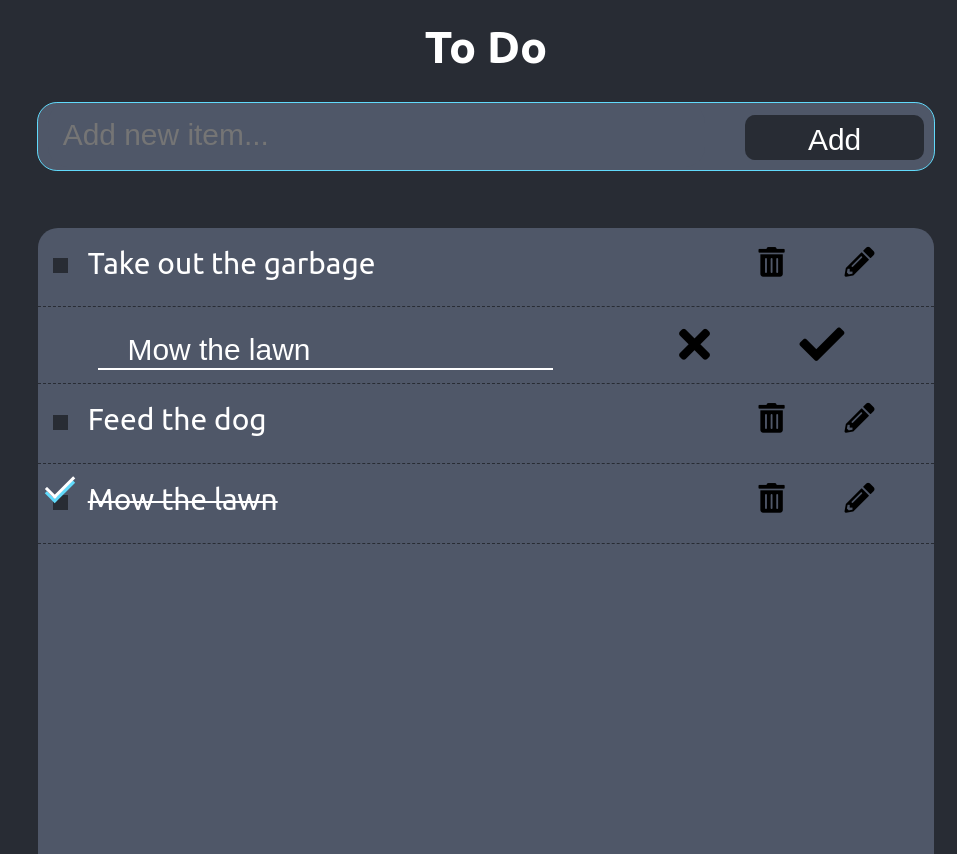 To Do
Add new item...
Add
Take out the garbage
Mow the lawn
Feed the dog
Mow the lawn